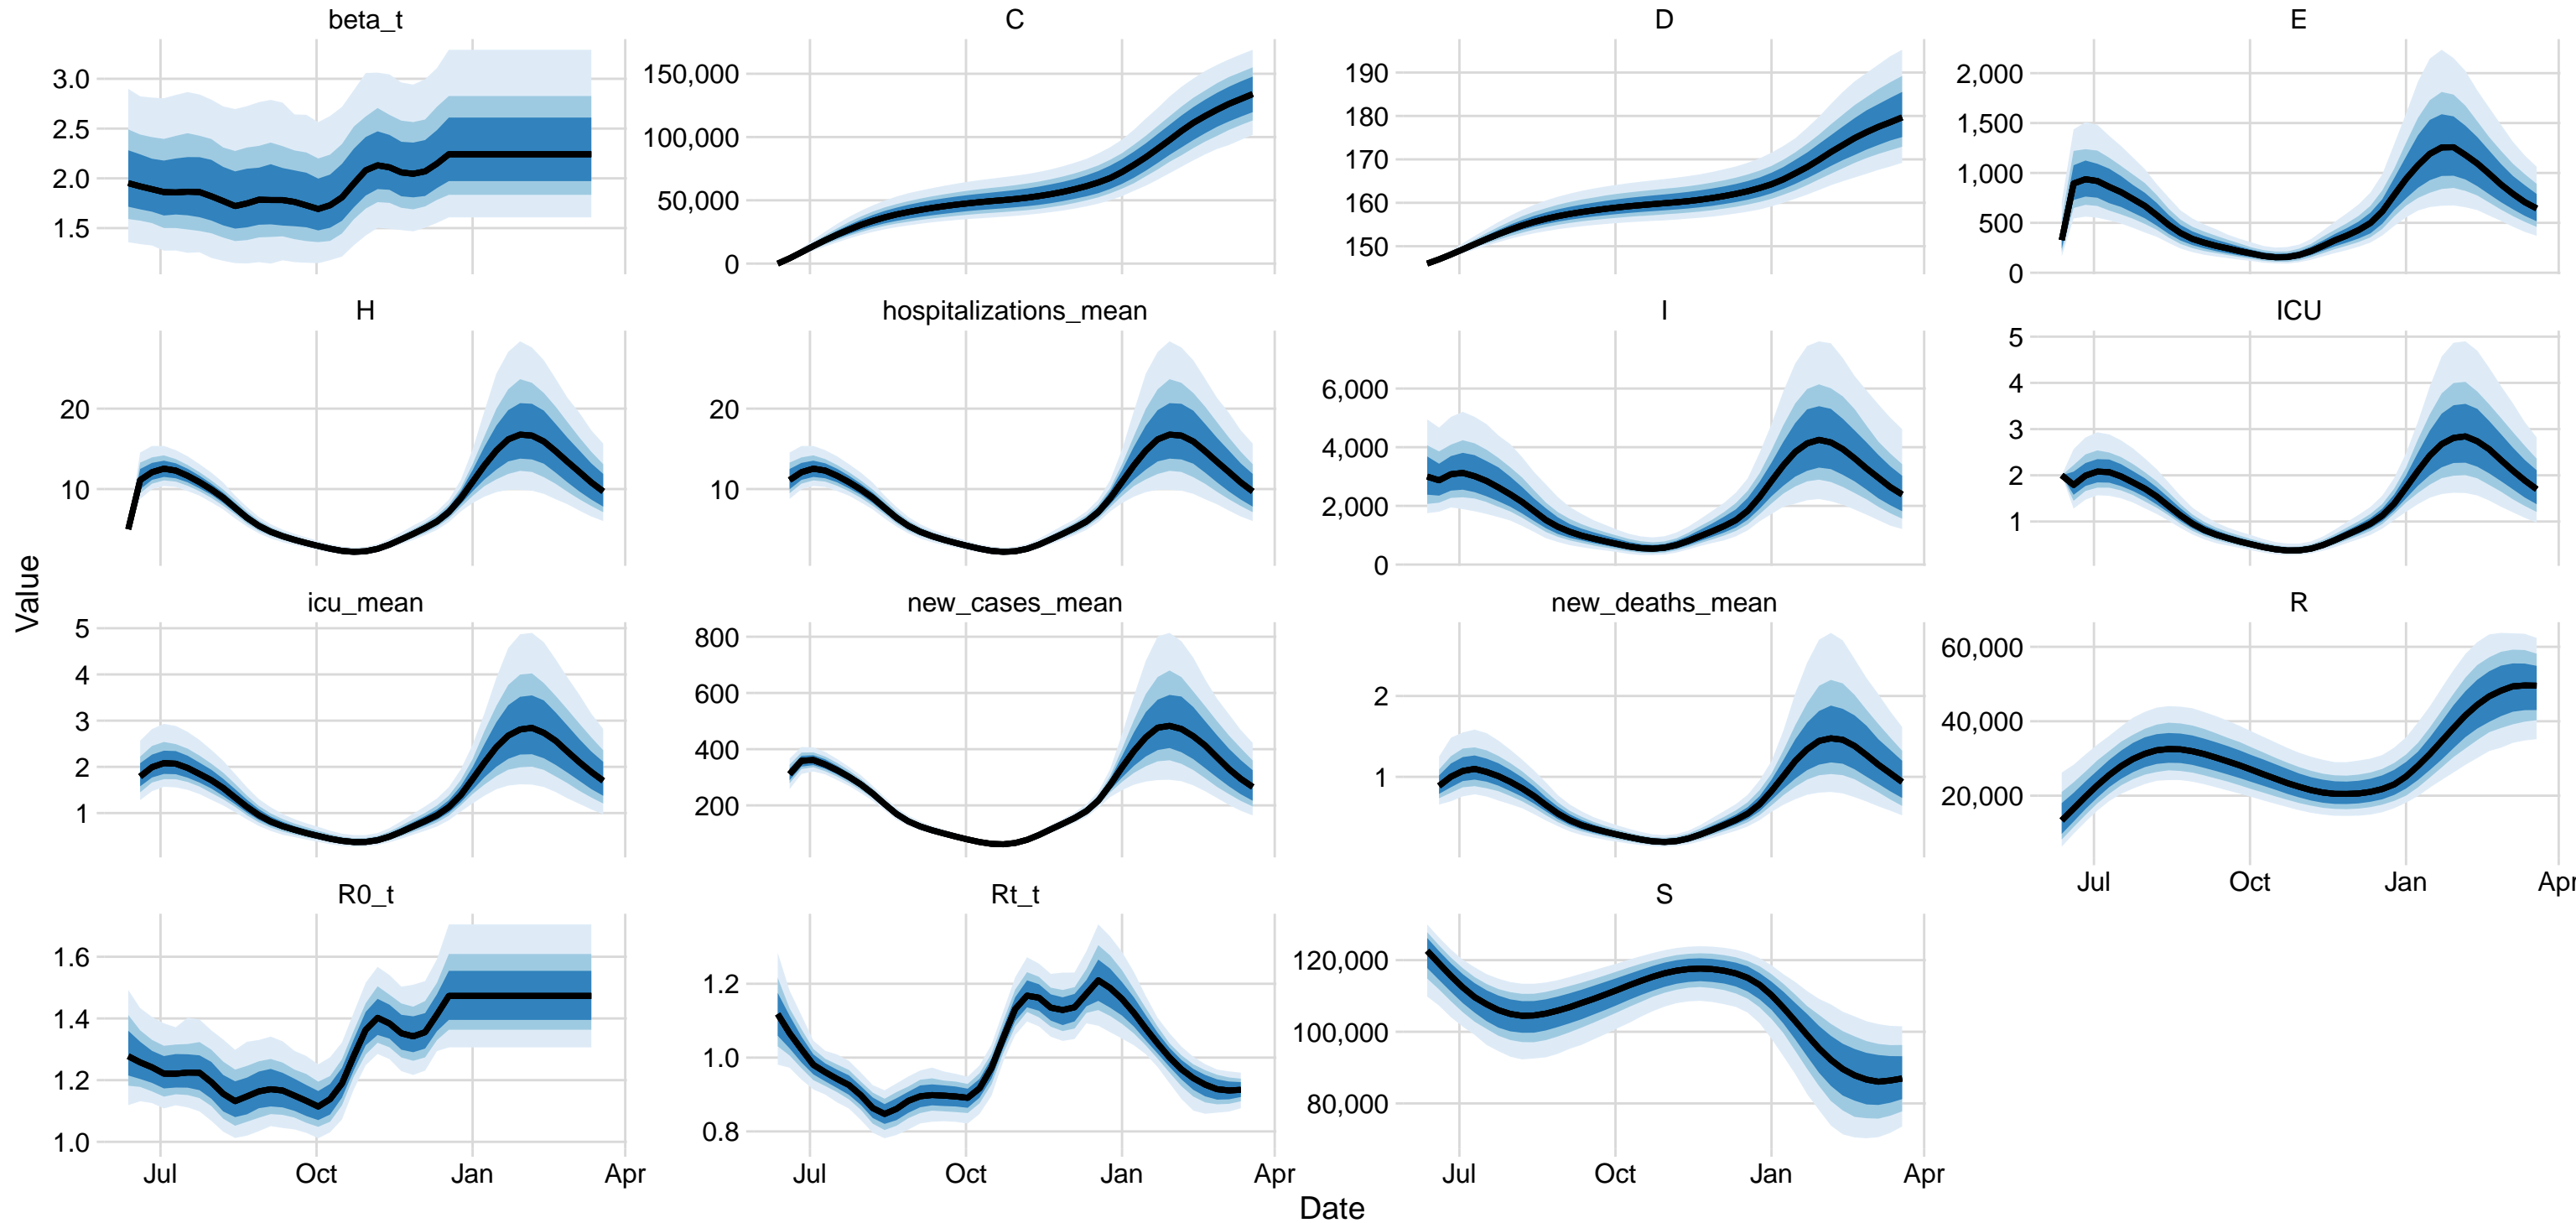 beta_t
C
D
E
3.0
2.5
2.0
1.5
150,000
100,000
50,000
0
190
180
170
160
150
2,000
1,500
1,000
500
0
H
hospitalizations_mean
I
ICU
20
10
20
10
6,000
4,000
2,000
0
5
4
3
2
1
icu_mean
new_cases_mean
new_deaths_mean
R
5
4
3
2
1
800
600
400
200
2
1
60,000
40,000
20,000
Jul Oct Jan Apr
R0_t
Rt_t
S
1.6
1.4
1.2
1.0
Jul Oct Jan Apr
1.2
1.0
0.8
Jul Oct Jan Apr
120,000
100,000
80,000
Jul Oct Jan Apr
Value
Date